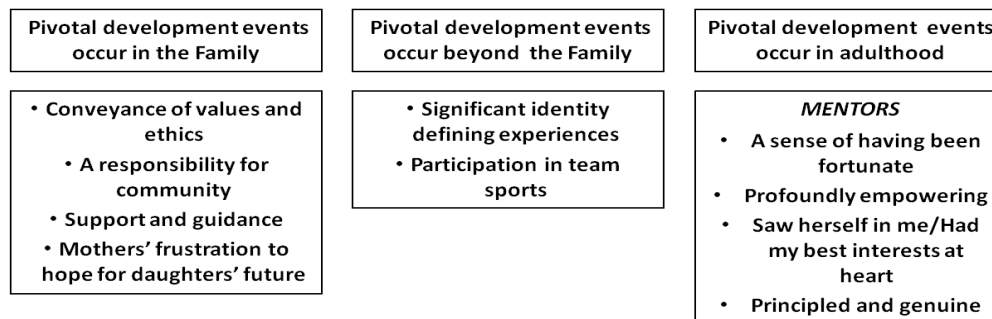 Pivotal development events
occur in the Family
• Conveyance of values and
ethics
• A responsibility for
community
• Support and guidance
• Mothers’ frustration to
hope for daughters’ future
Pivotal development events
occur beyond the Family
• Significant identity
defining experiences
• Participation in team
sports
Pivotal development events
occur in adulthood
MENTORS
• A sense of having been
fortunate
• Profoundly empowering
• Saw herself in me/Had
my best interests at
heart
• Principled and genuine